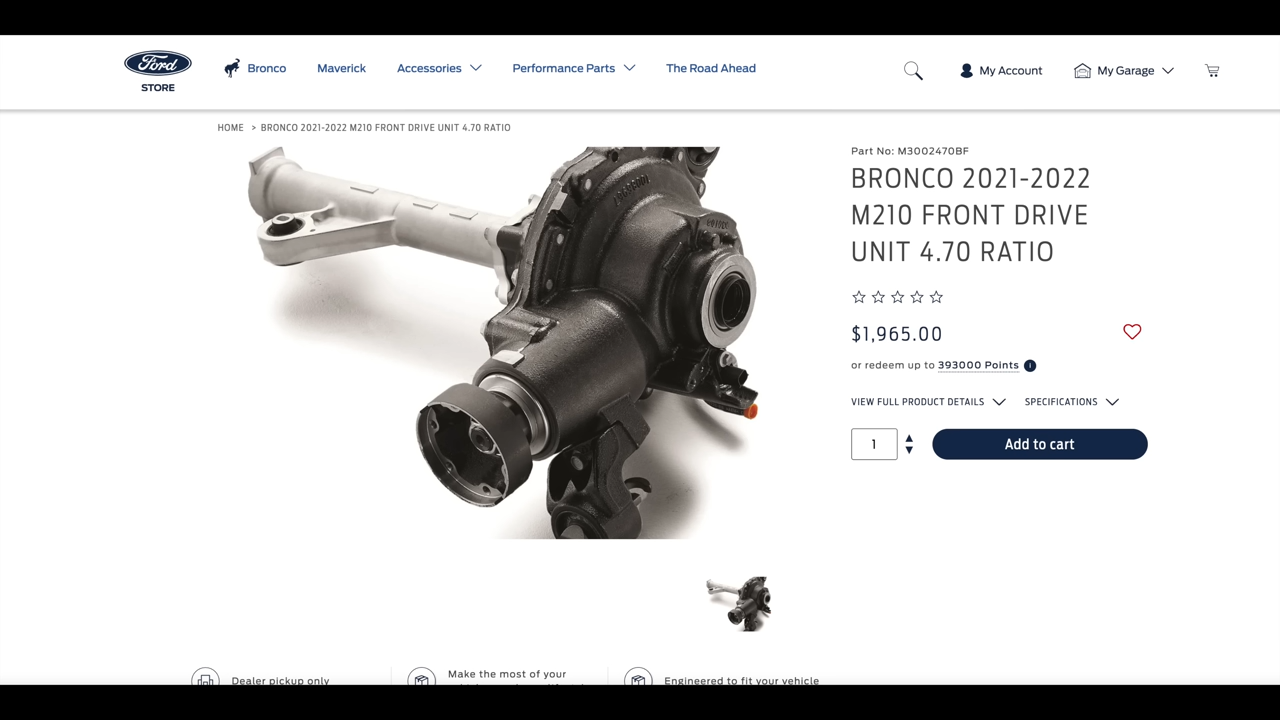 Ford
STORE
Bronco
Maverick
Accessories
Performance Parts
The Road Ahead
My Account
My Garage
HOME > BRONCO 2021-2022 M210 FRONT DRIVE UNIT 4.70 RATIO
Part No: M3002470BF
BRONCO 2021-2022
M210 FRONT DRIVE
UNIT 4.70 RATIO
$1,965.00
or redeem up to 393000 Points
VIEW FULL PRODUCT DETAILS
SPECIFICATIONS
1
Add to cart
Dealer pickup only
Make the most of your
Engineered to fit your vehicle